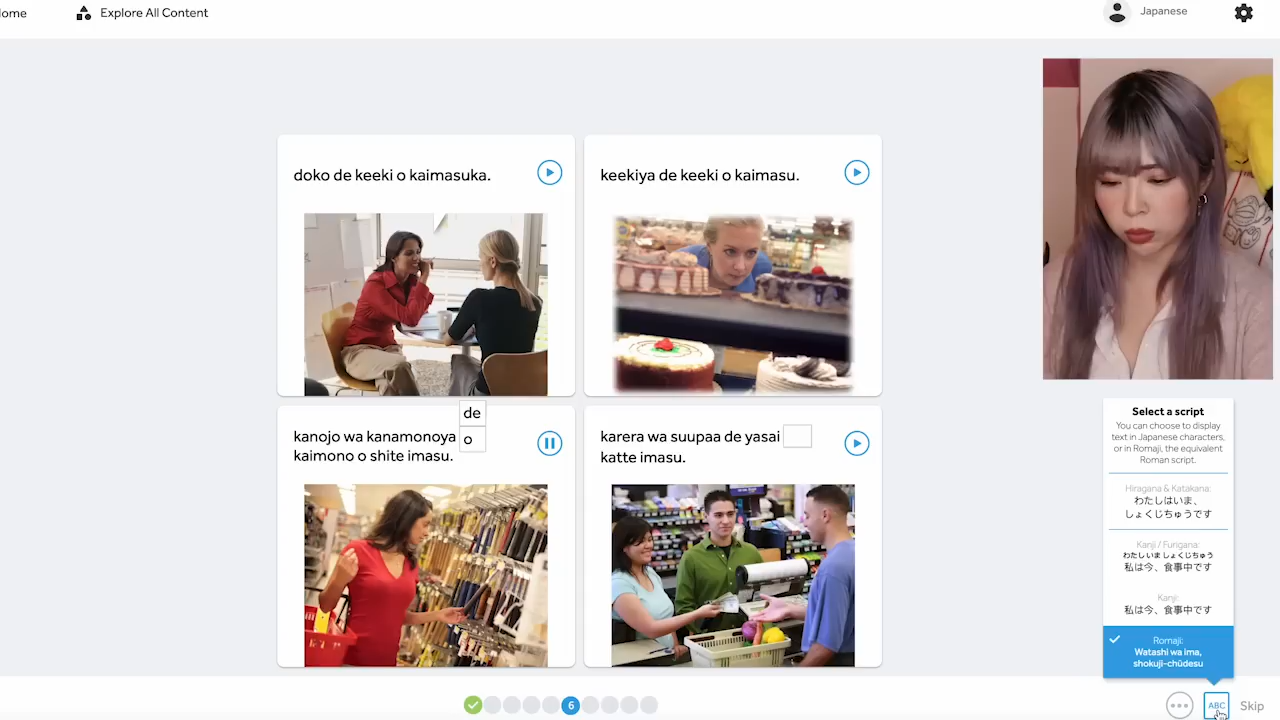 ome
Explore All Content
Japanese
doko de keeki o kaimasuka.
keekiya de keeki o kaimasu.
de
kanojo wa kanamonoya o
kaimono o shite imasu.
karera wa suupaa de yasai
katte imasu.
Select a script
You can choose to display
text in Japanese characters,
or in Romaji, the equivalent
Roman script.
Hiragana & Katakana:
わたしはいま、
しょくじちゅうです
Kanji / Furigana:
わたしいましょくじちゅう
私は今、食事中です
Kanji:
私は今、食事中です
Romaji:
Watashi wa ima,
shokuji-chūdesu
6
ABC
Skip